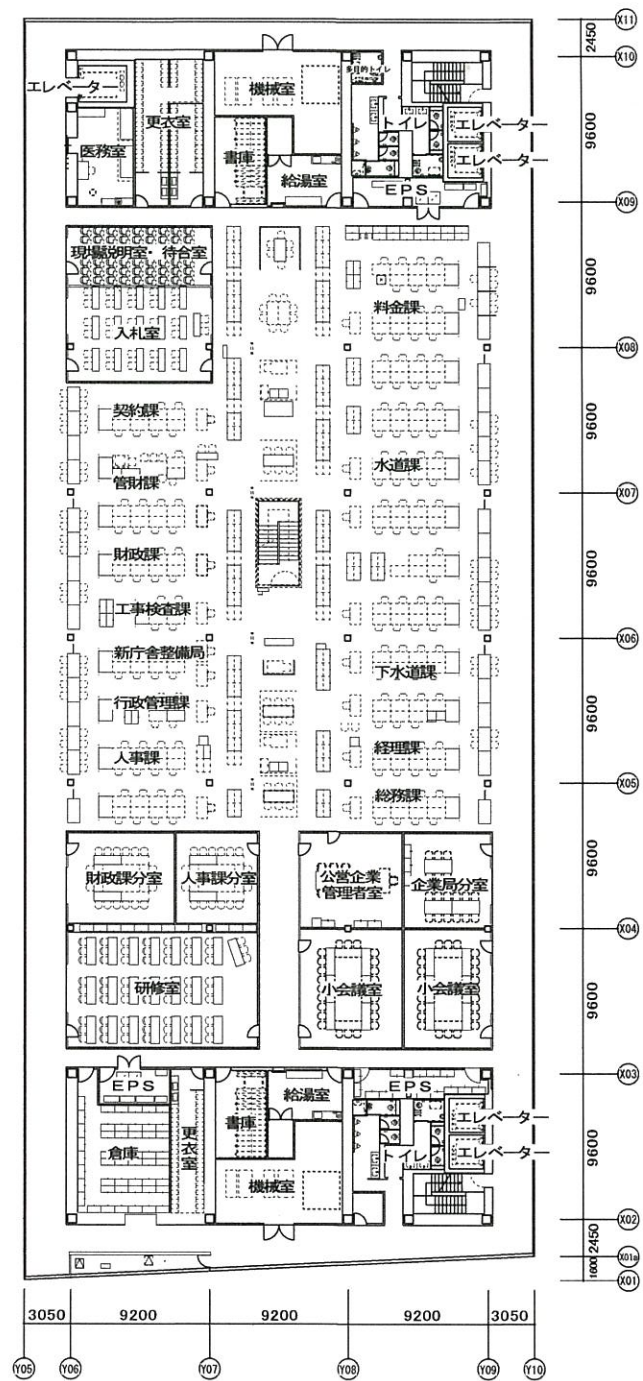 X11
2450
X10
エレベーター
更衣室
機械室
多目的トイレ
トイレ
エレベーター
エレベーター
医務室
書庫
給湯室
EPS
9600
X09
現場説明室・待合室
入札室
料金課
9600
X08
契約課
管財課
水道課
9600
X07
財政課
工事検査課
9600
X06
新庁舎整備局
行政管理課
人事課
下水道課
経理課
9600
X05
総務課
財政課分室
人事課分室
公営企業
管理者室
企業局分室
9600
X04
研修室
小会議室
小会議室
9600
X03
EPS
倉庫
更衣室
書庫
給湯室
機械室
EPS
トイレ
エレベーター
エレベーター
9600
X02
2450
X01a
1600
X01
3050
9200
9200
9200
3050
Y05
Y06
Y07
Y08
Y09
Y10